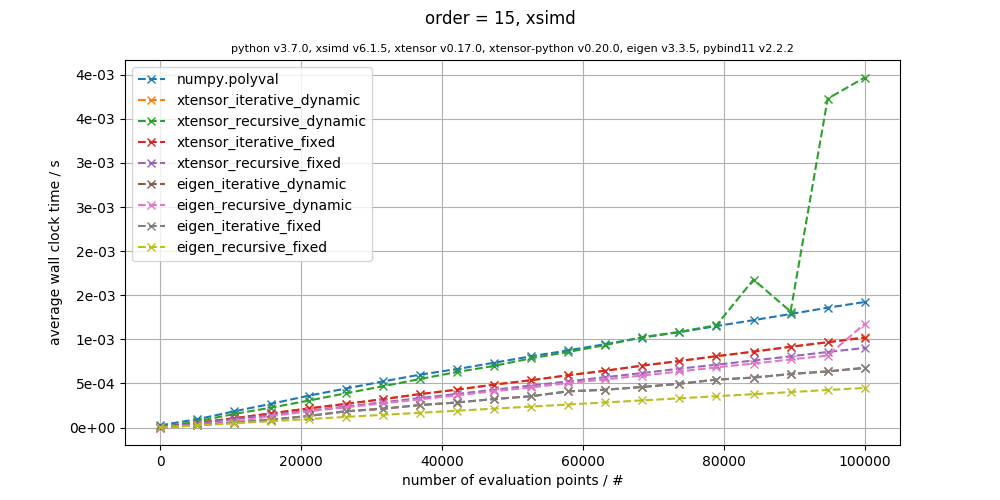 order = 15, xsimd
python v3.7.0, xsimd v6.1.5, xtensor v0.17.0, xtensor-python v0.20.0, eigen v3.3.5, pybind11 v2.2.2
numpy.polyval
xtensor_iterative_dynamic
xtensor_recursive_dynamic
xtensor_iterative_fixed
xtensor_recursive_fixed
eigen_iterative_dynamic
eigen_recursive_dynamic
eigen_iterative_fixed
eigen_recursive_fixed
average wall clock time / s
4e-03
4e-03
3e-03
3e-03
2e-03
2e-03
1e-03
5e-04
0e+00
0
20000
40000
60000
80000
100000
number of evaluation points / #